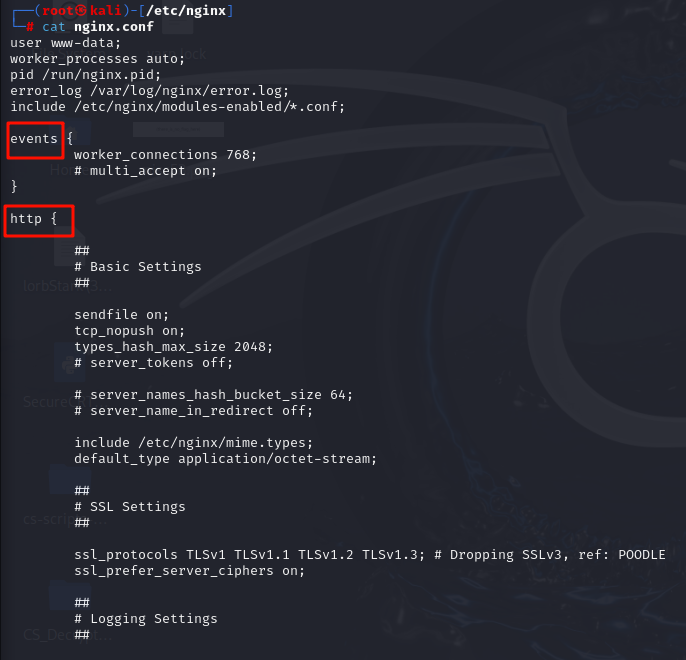 ┌──(root㉿kali)-[/etc/nginx]
└─# cat nginx.conf
user www-data;
worker_processes auto;
pid /run/nginx.pid;
error_log /var/log/nginx/error.log;
include /etc/nginx/modules-enabled/*.conf;
events {
worker_connections 768;
# multi_accept on;
}
http {
##
# Basic Settings
##
sendfile on;
tcp_nopush on;
types_hash_max_size 2048;
# server_tokens off;
# server_names_hash_bucket_size 64;
# server_name_in_redirect off;
include /etc/nginx/mime.types;
default_type application/octet-stream;
##
# SSL Settings
##
ssl_protocols TLSv1 TLSv1.1 TLSv1.2 TLSv1.3; # Dropping SSLv3, ref: POODLE
ssl_prefer_server_ciphers on;
##
# Logging Settings
##